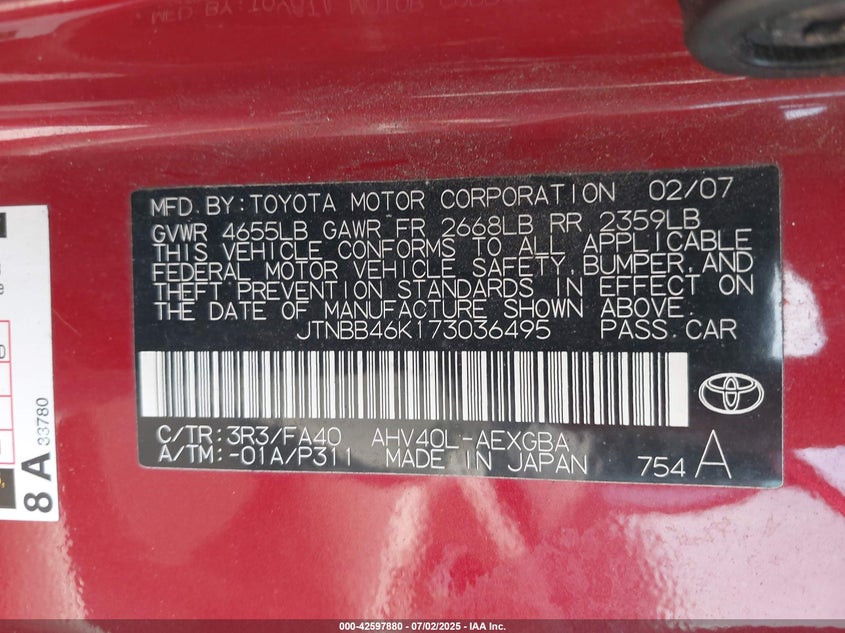 MFD. BY: TOYOTA MOTOR CORPORATION 02/07
GVWR 4655LB GAWR FR 2668LB RR 2359LB
THIS VEHICLE CONFORMS TO ALL APPLICABLE
FEDERAL MOTOR VEHICLE SAFETY, BUMPER, AND
THEFT PREVENTION STANDARDS IN EFFECT ON
THE DATE OF MANUFACTURE SHOWN ABOVE.
JTNBB46K173036495 PASS. CAR
C/TR: 3R3/FA40 AHV40L-AEXGBA
A/TM: -01A/P311 MADE IN JAPAN 754 A
8 A 33780
000-42597880 - 07/02/2025 - IAA Inc.